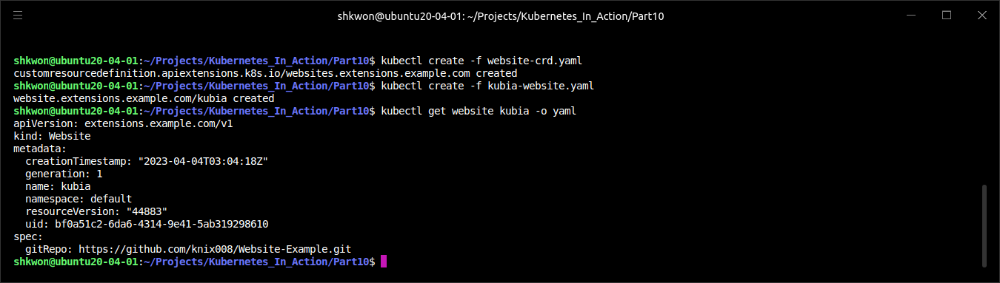 shkwon@ubuntu20-04-01: ~/Projects/Kubernetes_In_Action/Part10
shkwon@ubuntu20-04-01:~/Projects/Kubernetes_In_Action/Part10$ kubectl create -f website-crd.yaml
customresourcedefinition.apiextensions.k8s.io/websites.extensions.example.com created
shkwon@ubuntu20-04-01:~/Projects/Kubernetes_In_Action/Part10$ kubectl create -f kubia-website.yaml
website.extensions.example.com/kubia created
shkwon@ubuntu20-04-01:~/Projects/Kubernetes_In_Action/Part10$ kubectl get website kubia -o yaml
apiVersion: extensions.example.com/v1
kind: Website
metadata:
  creationTimestamp: "2023-04-04T03:04:18Z"
  generation: 1
  name: kubia
  namespace: default
  resourceVersion: "44883"
  uid: bf0a51c2-6da6-4314-9e41-5ab319298610
spec:
  gitRepo: https://github.com/knix008/Website-Example.git
shkwon@ubuntu20-04-01:~/Projects/Kubernetes_In_Action/Part10$